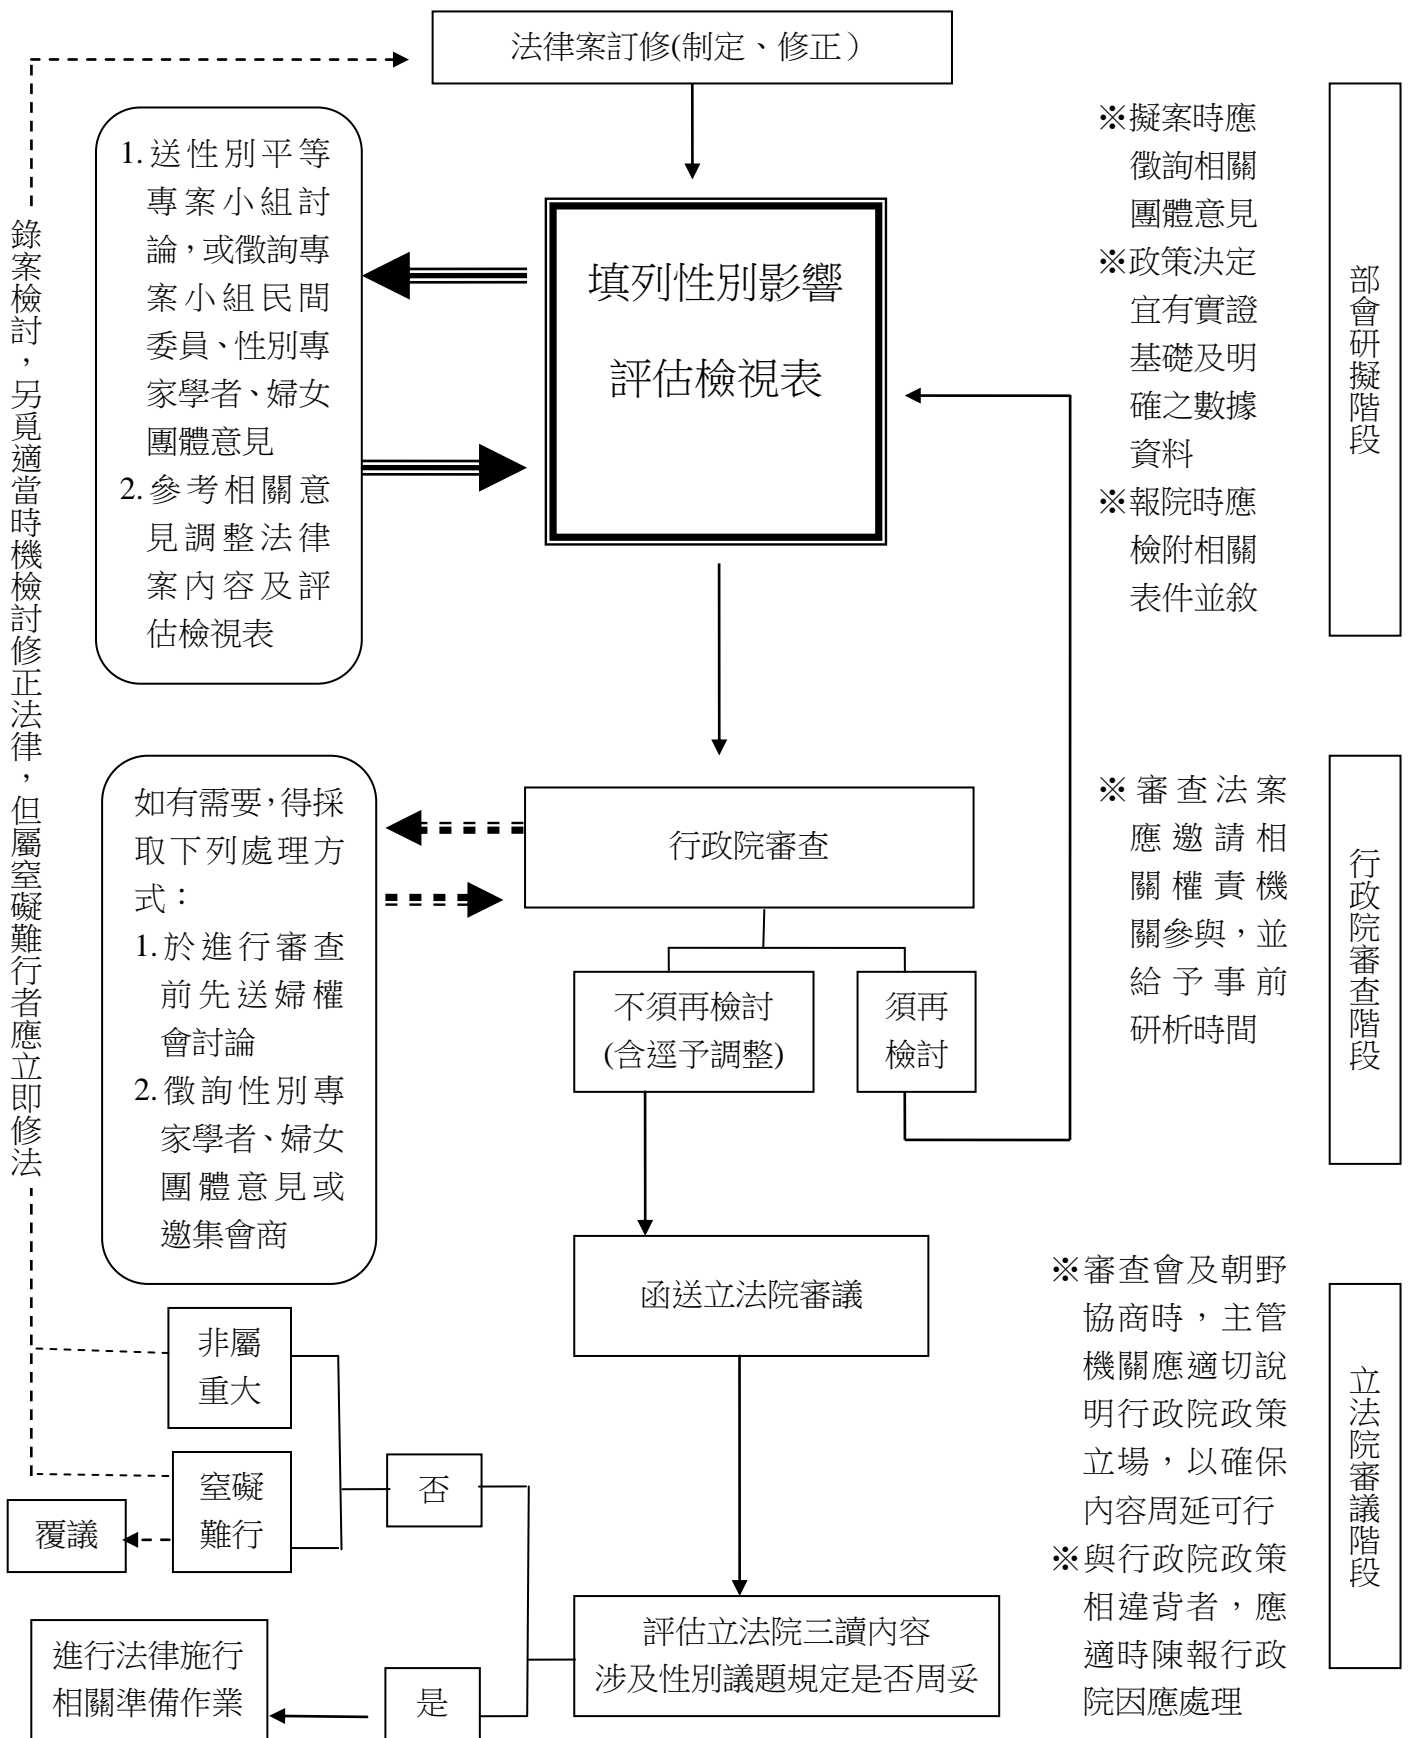 法律案訂修(制定、修正）
1.送性別平等
專案小組討
論，或徵詢專
案小組民間
委員、性別專
家學者、婦女
團體意見
2.參考相關意
見調整法律
案內容及評
估檢視表
填列性別影響
評估檢視表
※擬案時應
徵詢相關
團體意見
※政策決定
宜有實證
基礎及明
確之數據
資料
※報院時應
檢附相關
表件並敘
部會研擬階段
錄案檢討，另覓適當時機檢討修正法律，但屬窒礙難行者應立即修法
如有需要，得採
取下列處理方
式：
1.於進行審查
前先送婦權
會討論
2.徵詢性別專
家學者、婦女
團體意見或
邀集會商
行政院審查
不須再檢討
(含逕予調整)
須再
檢討
※審查法案
應邀請相
關權責機
關參與，並
給予事前
研析時間
行政院審查階段
函送立法院審議
※審查會及朝野
協商時，主管
機關應適切說
明行政院政策
立場，以確保
內容周延可行
※與行政院政策
相違背者，應
適時陳報行政
院因應處理
立法院審議階段
非屬
重大
窒礙
難行
否
覆議
評估立法院三讀內容
涉及性別議題規定是否周妥
是
進行法律施行
相關準備作業